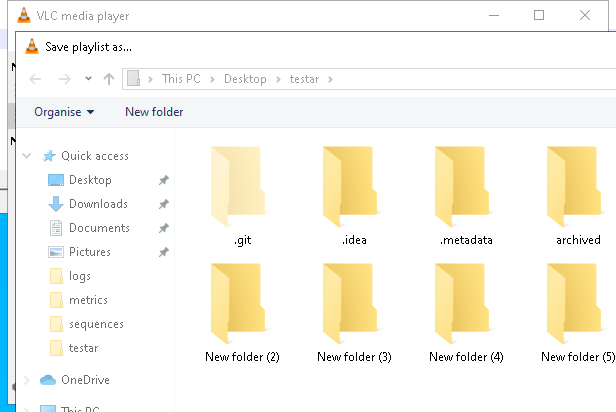 VLC media player
Save playlist as...
This PC > Desktop > testar >
Organise New folder
Quick access
Desktop
Downloads
Documents
Pictures
logs
metrics
sequences
testar
OneDrive
This PC
.git .idea .metadata archived
New folder (2) New folder (3) New folder (4) New folder (5)